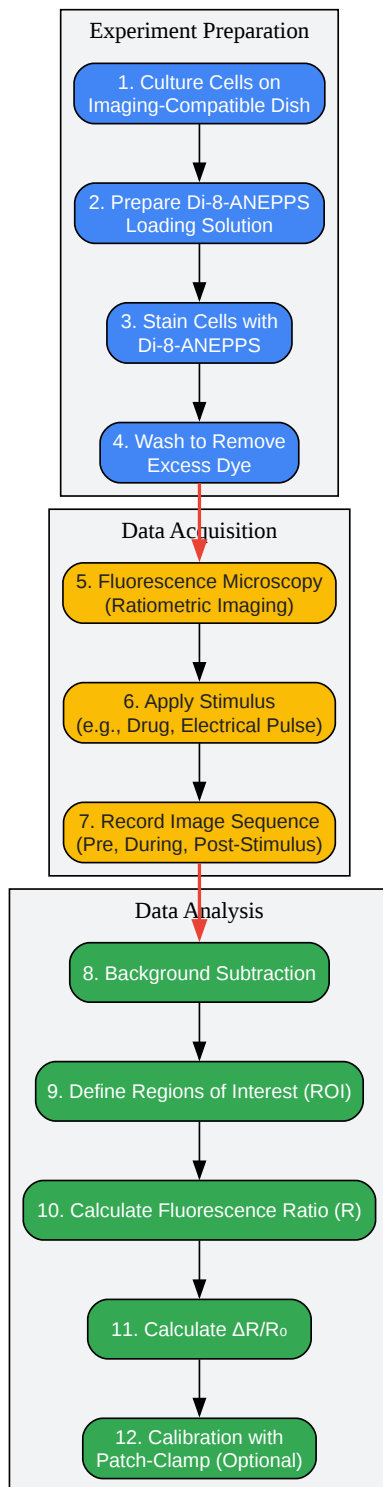 Experiment Preparation
1. Culture Cells on
Imaging-Compatible Dish
2. Prepare Di-8-ANEPPS
Loading Solution
3. Stain Cells with
Di-8-ANEPPS
4. Wash to Remove
Excess Dye
Data Acquisition
5. Fluorescence Microscopy
(Ratiometric Imaging)
6. Apply Stimulus
(e.g., Drug, Electrical Pulse)
7. Record Image Sequence
(Pre, During, Post-Stimulus)
Data Analysis
8. Background Subtraction
9. Define Regions of Interest (ROI)
10. Calculate Fluorescence Ratio (R)
11. Calculate ΔR/R₀
12. Calibration with
Patch-Clamp (Optional)